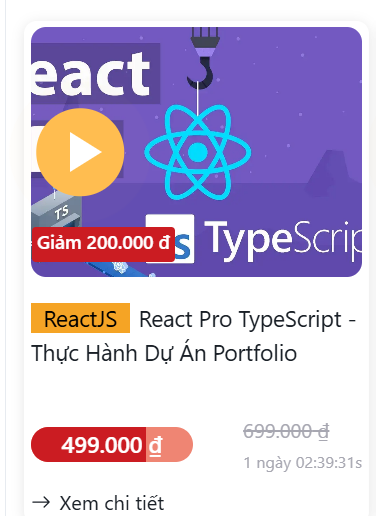 eact
TS
Giảm 200.000 đ
TS TypeScrip
ReactJS React Pro TypeScript -
Thực Hành Dự Án Portfolio
499.000 đ
699.000 đ
1 ngày 02:39:31s
→ Xem chi tiết